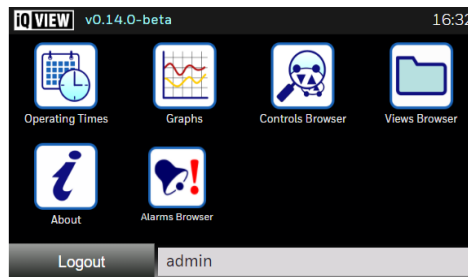 iQ VIEW v0.14.0-beta 16:32
Operating Times Graphs Controls Browser Views Browser
About Alarms Browser
Logout admin